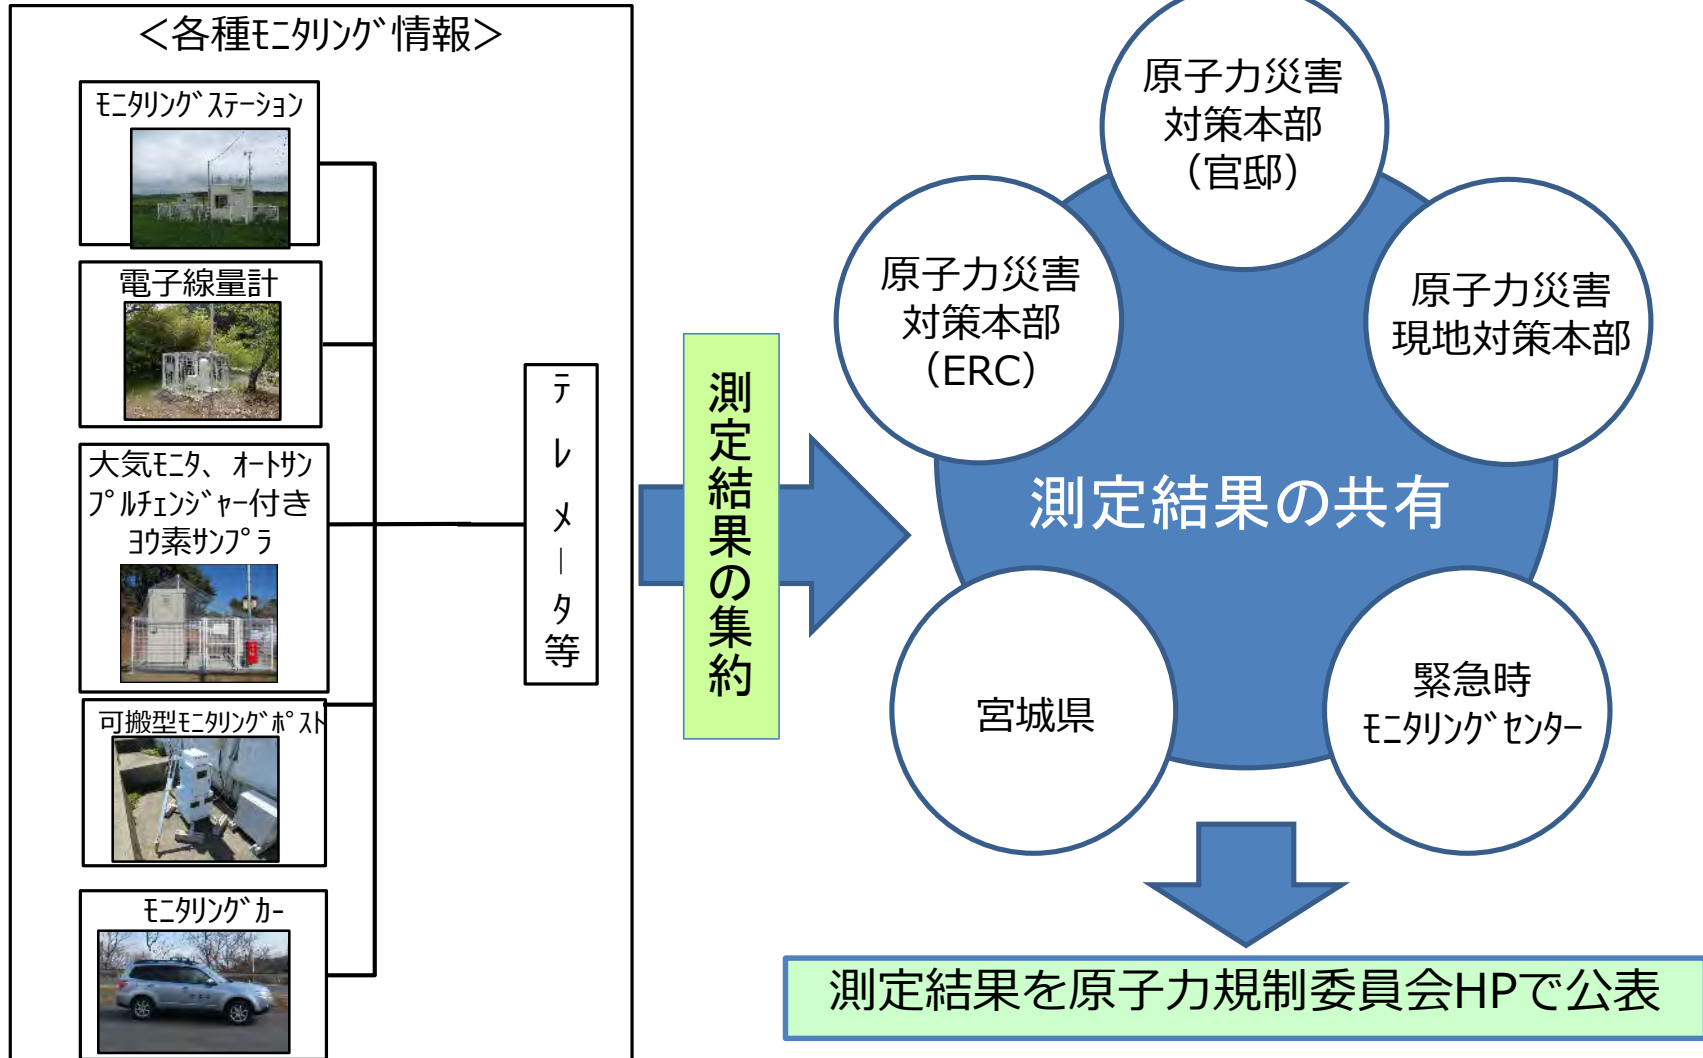 ＜各種ﾓﾆﾀﾘﾝｸﾞ情報＞
ﾓﾆﾀﾘﾝｸﾞｽﾃｰｼｮﾝ
電子線量計
大気ﾓﾆﾀ、ｵｰﾄｻﾝ
ﾌﾟﾙﾁｪﾝｼﾞｬｰ付き
ﾖｳ素ｻﾝﾌﾟﾗ
可搬型ﾓﾆﾀﾘﾝｸﾞﾎﾟｽﾄ
ﾓﾆﾀﾘﾝｸﾞｶｰ
テレメータ等
測定結果の集約
原子力災害
対策本部
（官邸）
原子力災害
対策本部
（ERC）
原子力災害
現地対策本部
測定結果の共有
宮城県
緊急時
ﾓﾆﾀﾘﾝｸﾞｾﾝﾀｰ
測定結果を原子力規制委員会HPで公表